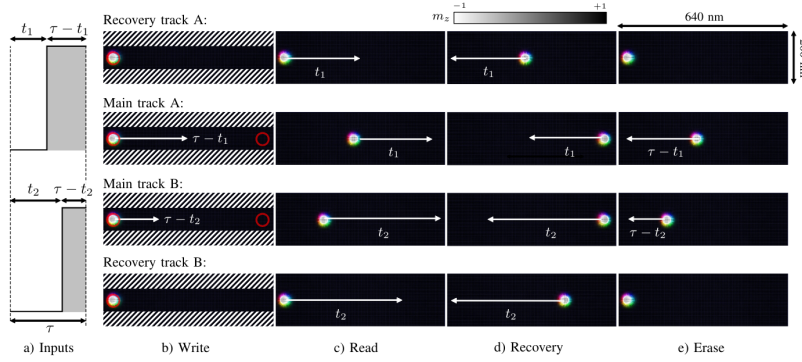 Recovery track A:
m_z
−1
+1
640 nm
t₁ τ − t₁
t₁
t₁
Main track A:
τ − t₁
t₁
t₁
τ − t₁
t₂ τ − t₂
Main track B:
τ − t₂
t₂
t₂
τ − t₂
Recovery track B:
t₂
t₂
τ
a) Inputs
b) Write
c) Read
d) Recovery
e) Erase